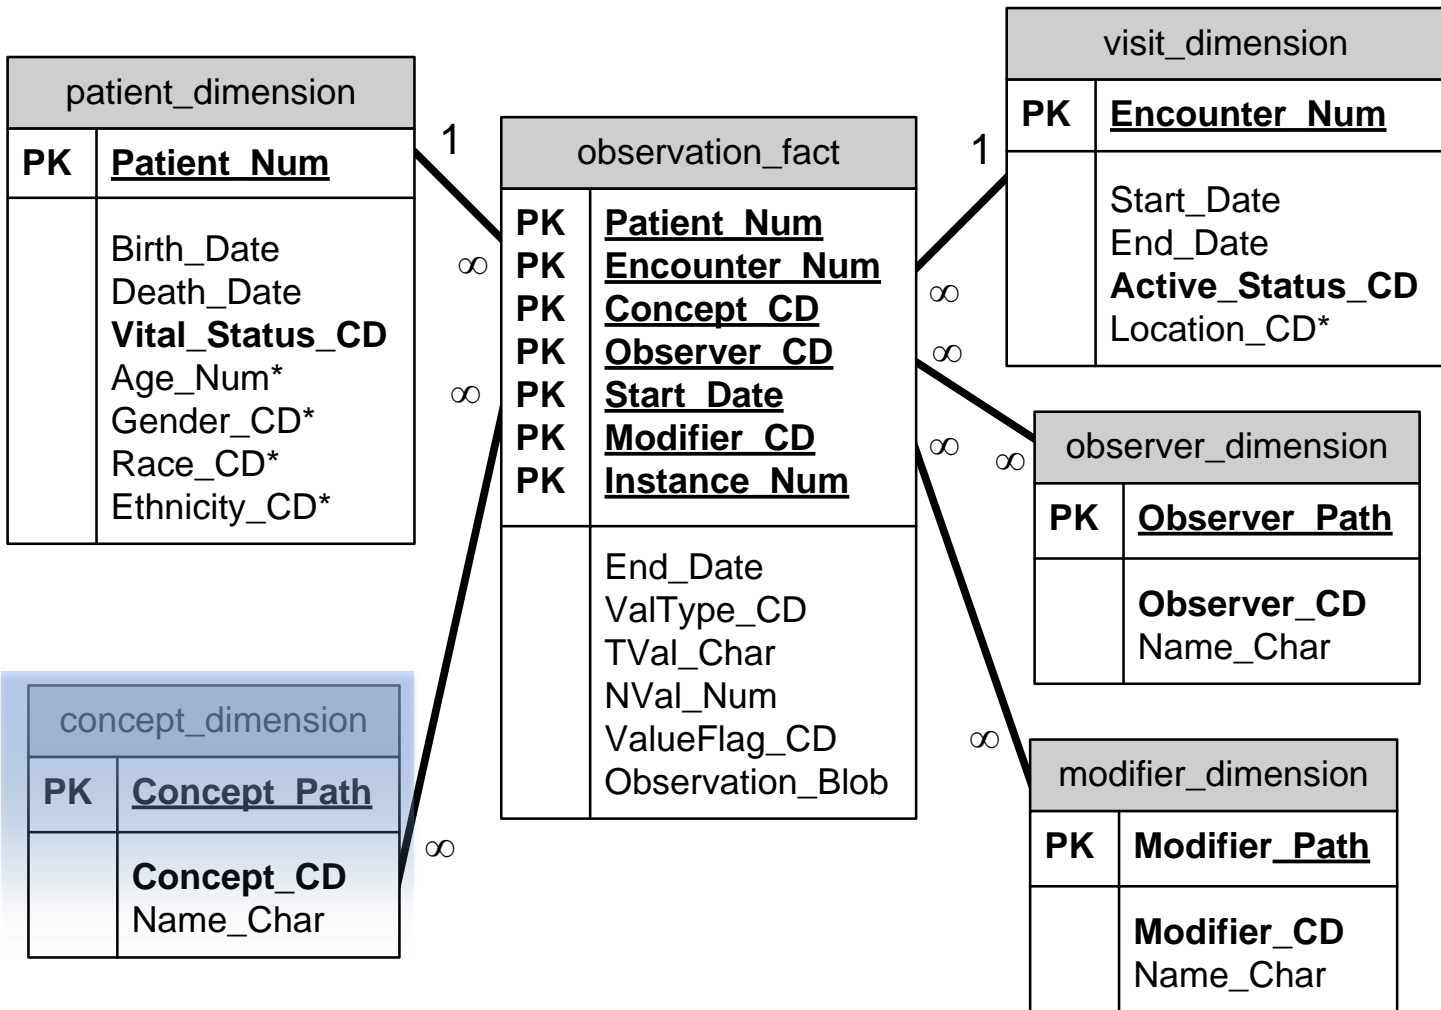 patient_dimension
PK Patient_Num
Birth_Date
Death_Date
Vital_Status_CD
Age_Num*
Gender_CD*
Race_CD*
Ethnicity_CD*
1
∞
observation_fact
PK Patient_Num
PK Encounter_Num
PK Concept_CD
PK Observer_CD
PK Start_Date
PK Modifier_CD
PK Instance_Num
End_Date
ValType_CD
TVal_Char
NVal_Num
ValueFlag_CD
Observation_Blob
1
∞
visit_dimension
PK Encounter_Num
Start_Date
End_Date
Active_Status_CD
Location_CD*
∞
∞
observer_dimension
PK Observer_Path
Observer_CD
Name_Char
∞
∞
concept_dimension
PK Concept_Path
Concept_CD
Name_Char
∞
∞
modifier_dimension
PK Modifier_Path
Modifier_CD
Name_Char